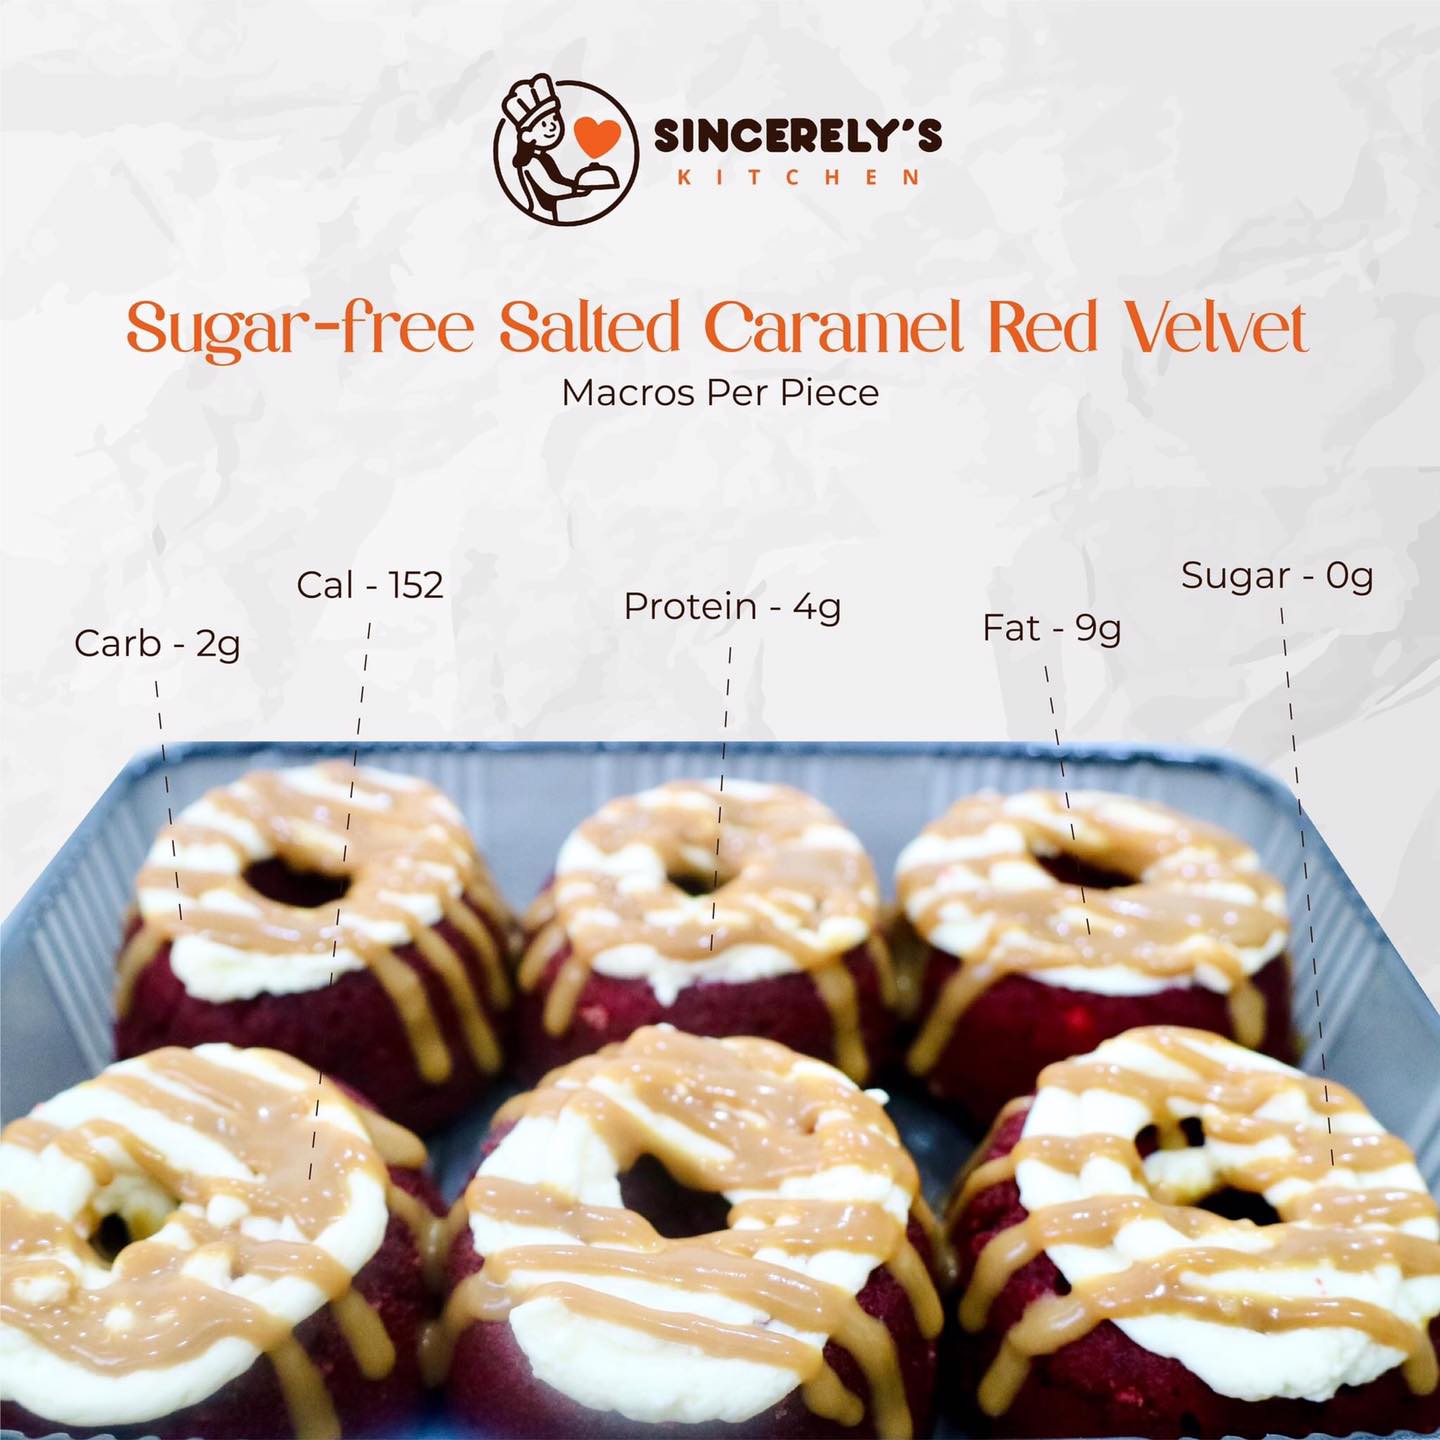 SINCERELY'S
KITCHEN
Sugar-free Salted Caramel Red Velvet
Macros Per Piece
Carb - 2g
Cal - 152
Protein - 4g
Fat - 9g
Sugar - 0g